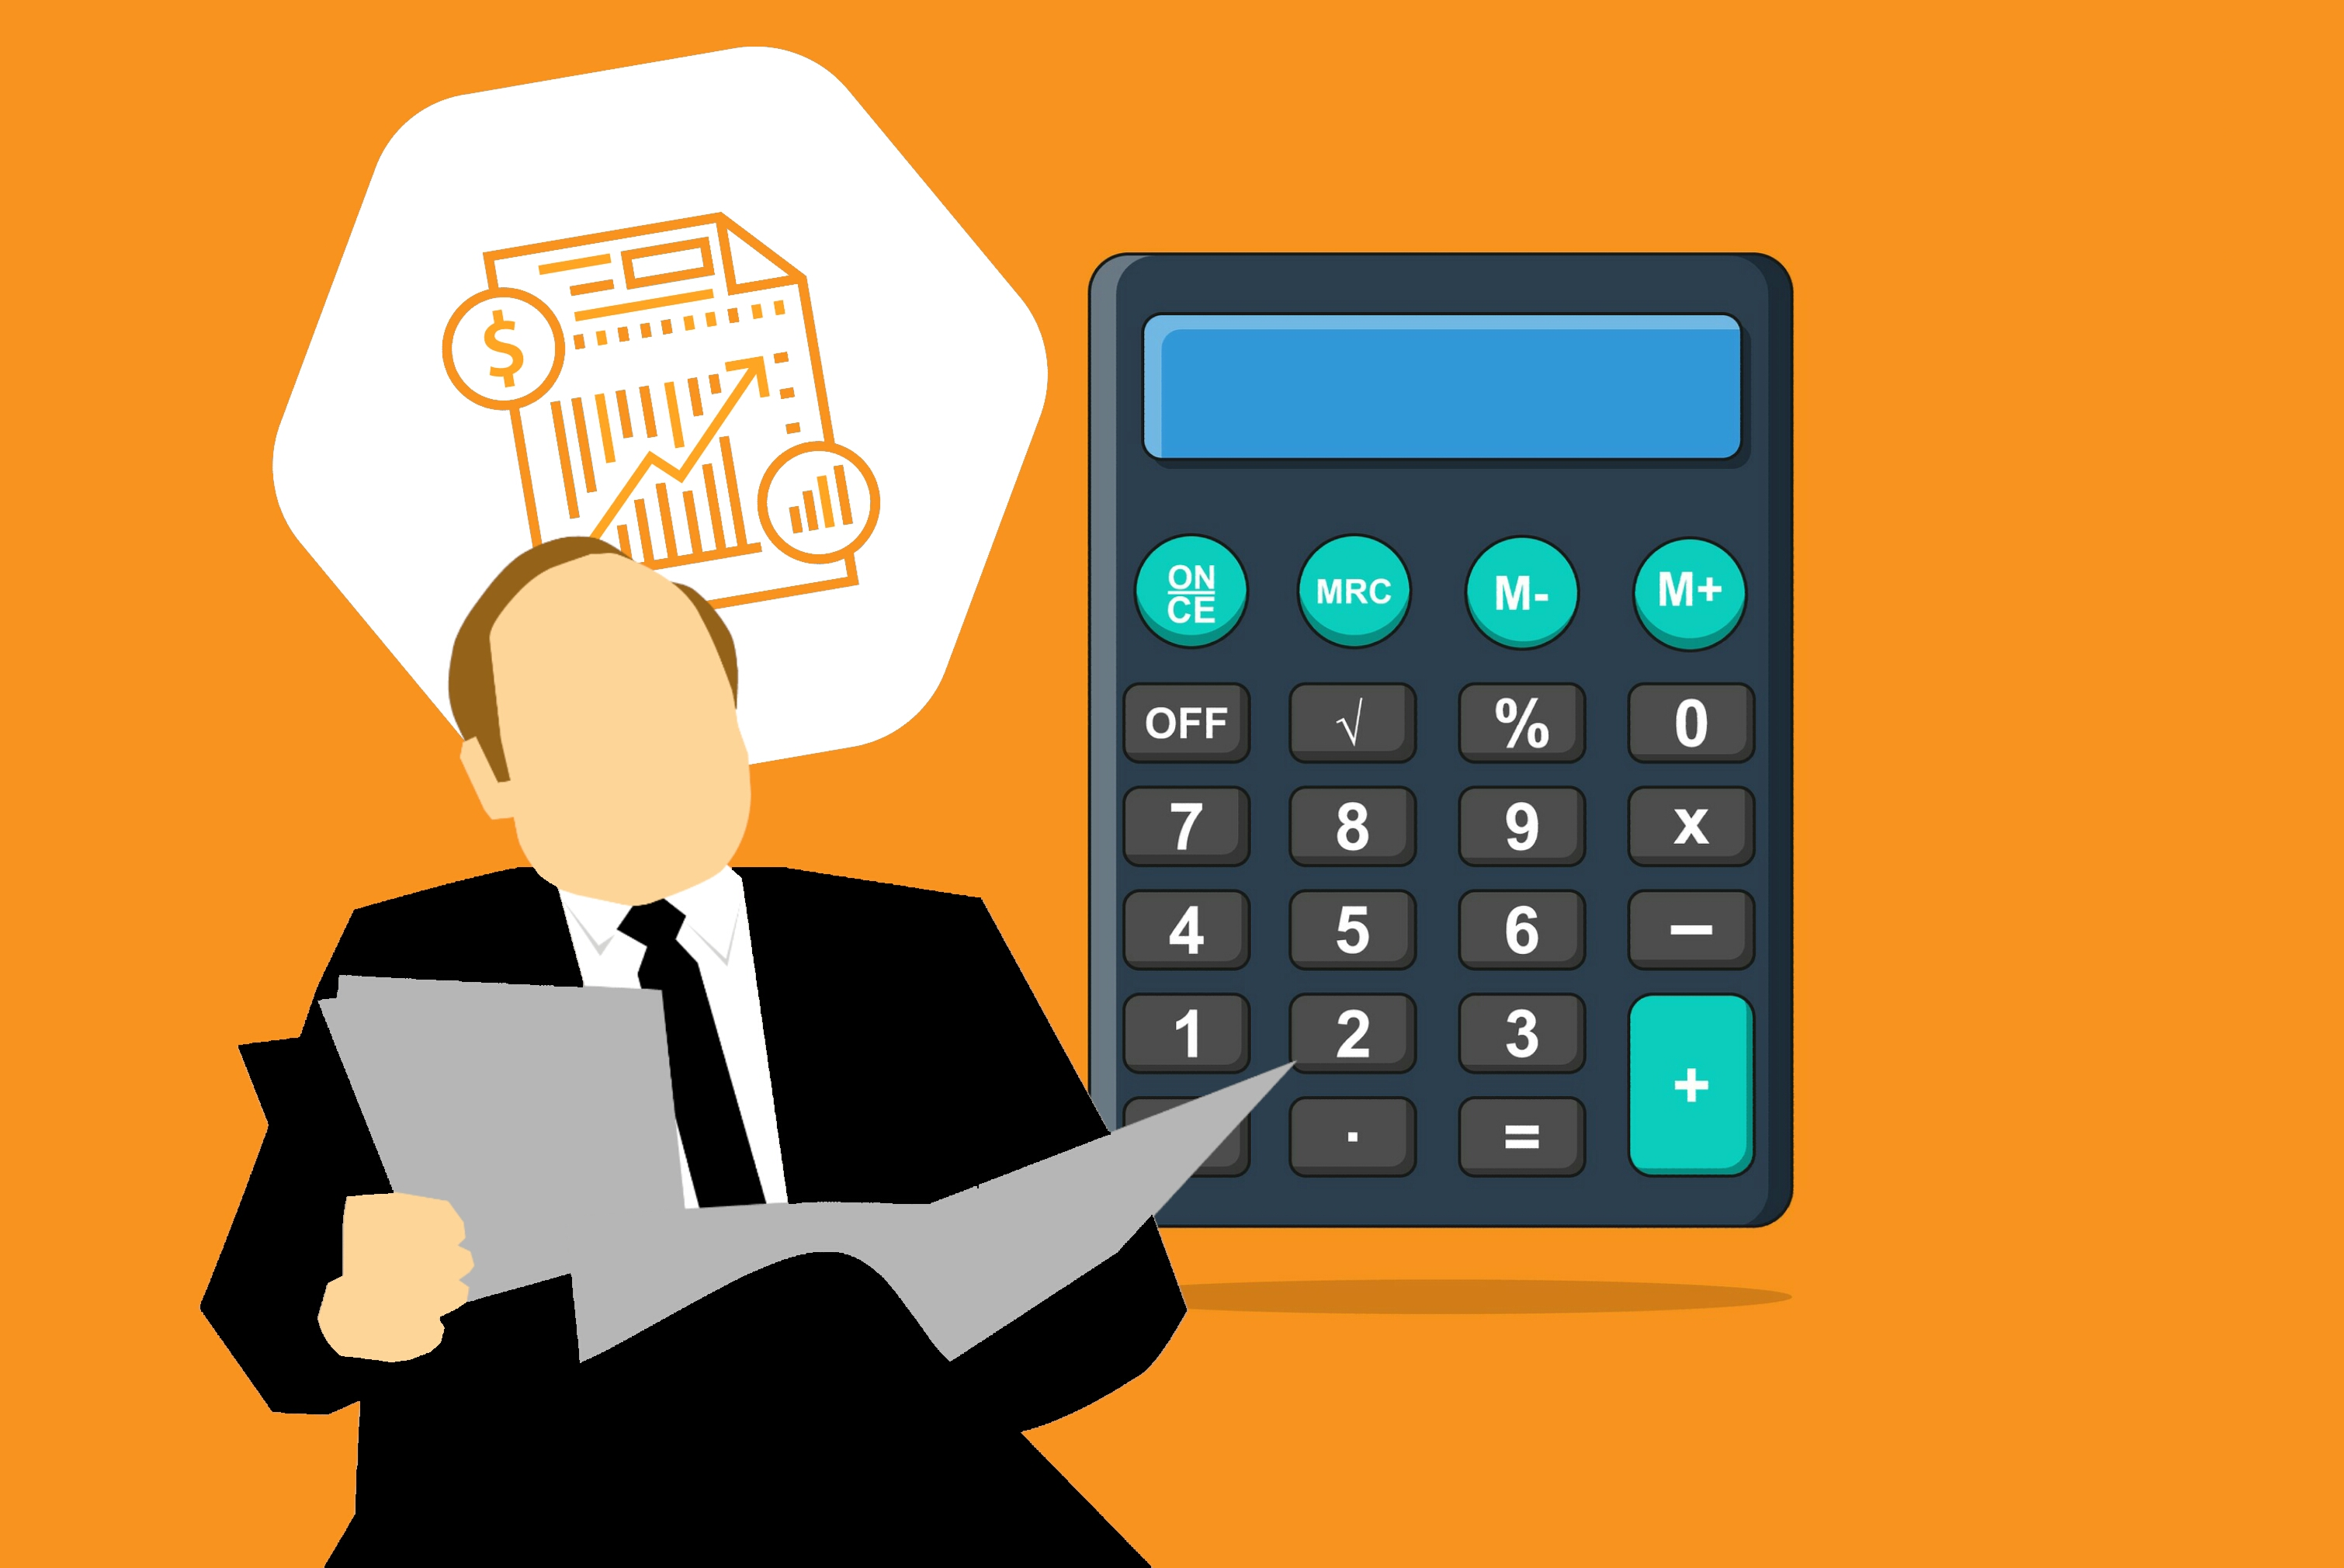 $
ON
CE
MRC
M-
M+
OFF
√
%
0
7
8
9
x
4
5
6
−
1
2
3
+
.
=